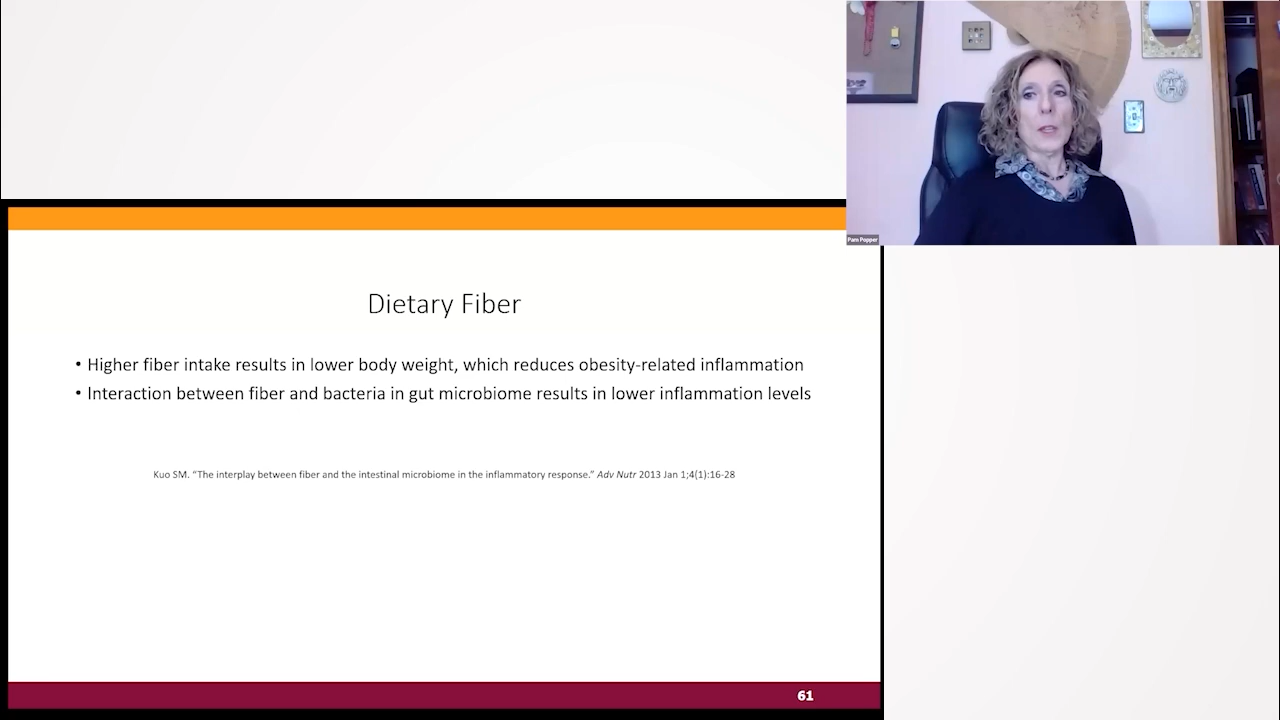 Pam Popper
Dietary Fiber
• Higher fiber intake results in lower body weight, which reduces obesity-related inflammation
• Interaction between fiber and bacteria in gut microbiome results in lower inflammation levels
Kuo SM. “The interplay between fiber and the intestinal microbiome in the inflammatory response.” Adv Nutr 2013 Jan 1;4(1):16-28
61